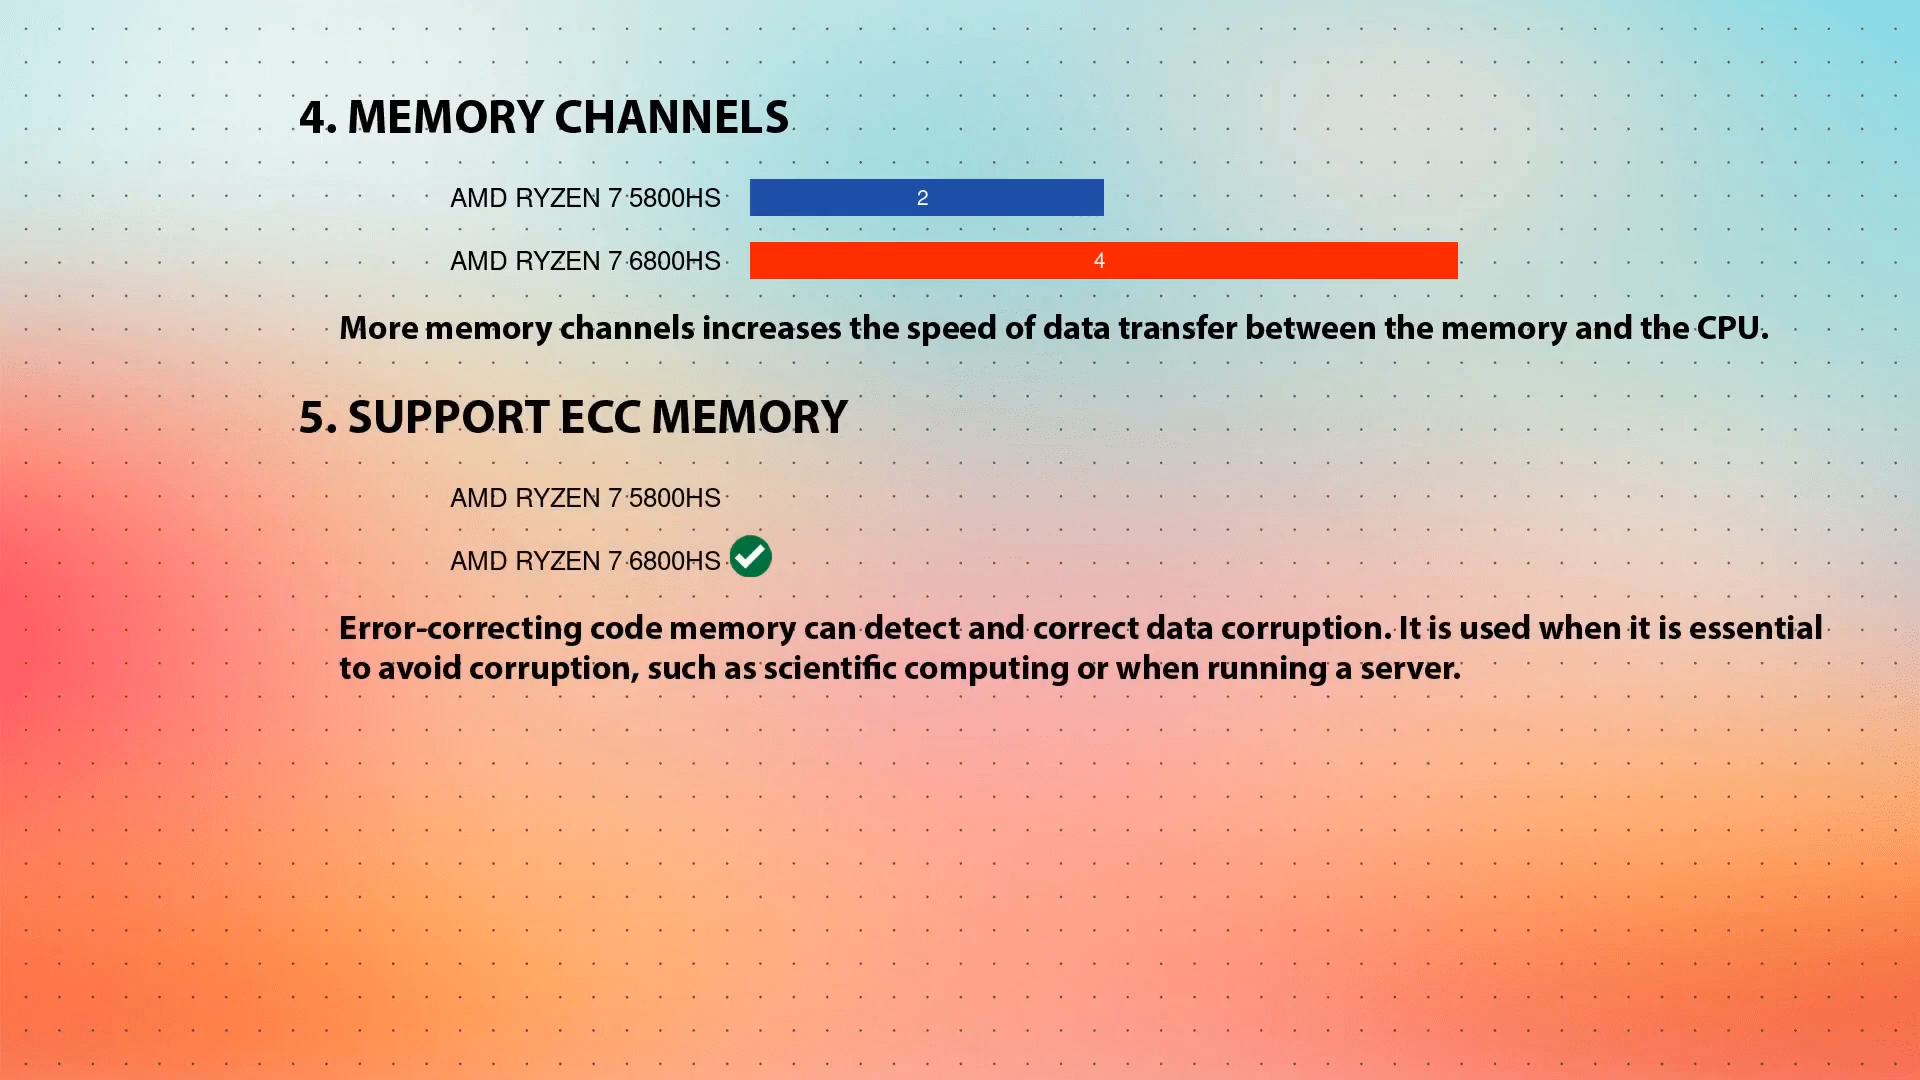 4. MEMORY CHANNELS
AMD RYZEN 7 5800HS
2
AMD RYZEN 7 6800HS
4
More memory channels increases the speed of data transfer between the memory and the CPU.
5. SUPPORT ECC MEMORY
AMD RYZEN 7 5800HS
AMD RYZEN 7 6800HS
Error-correcting code memory can detect and correct data corruption. It is used when it is essential
to avoid corruption, such as scientific computing or when running a server.